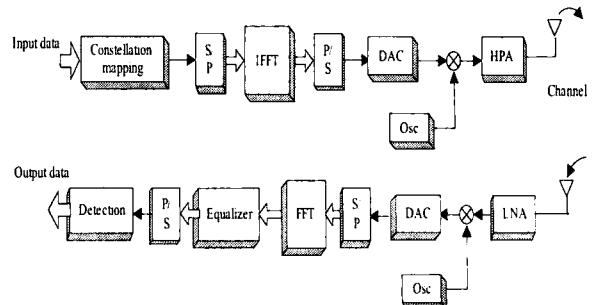 Input data
Constellation
mapping
S/
P
IFFT
P/
S
DAC
HPA
Osc
Channel
Output data
Detection
P/
S
Equalizer
FFT
S/
P
DAC
LNA
Osc